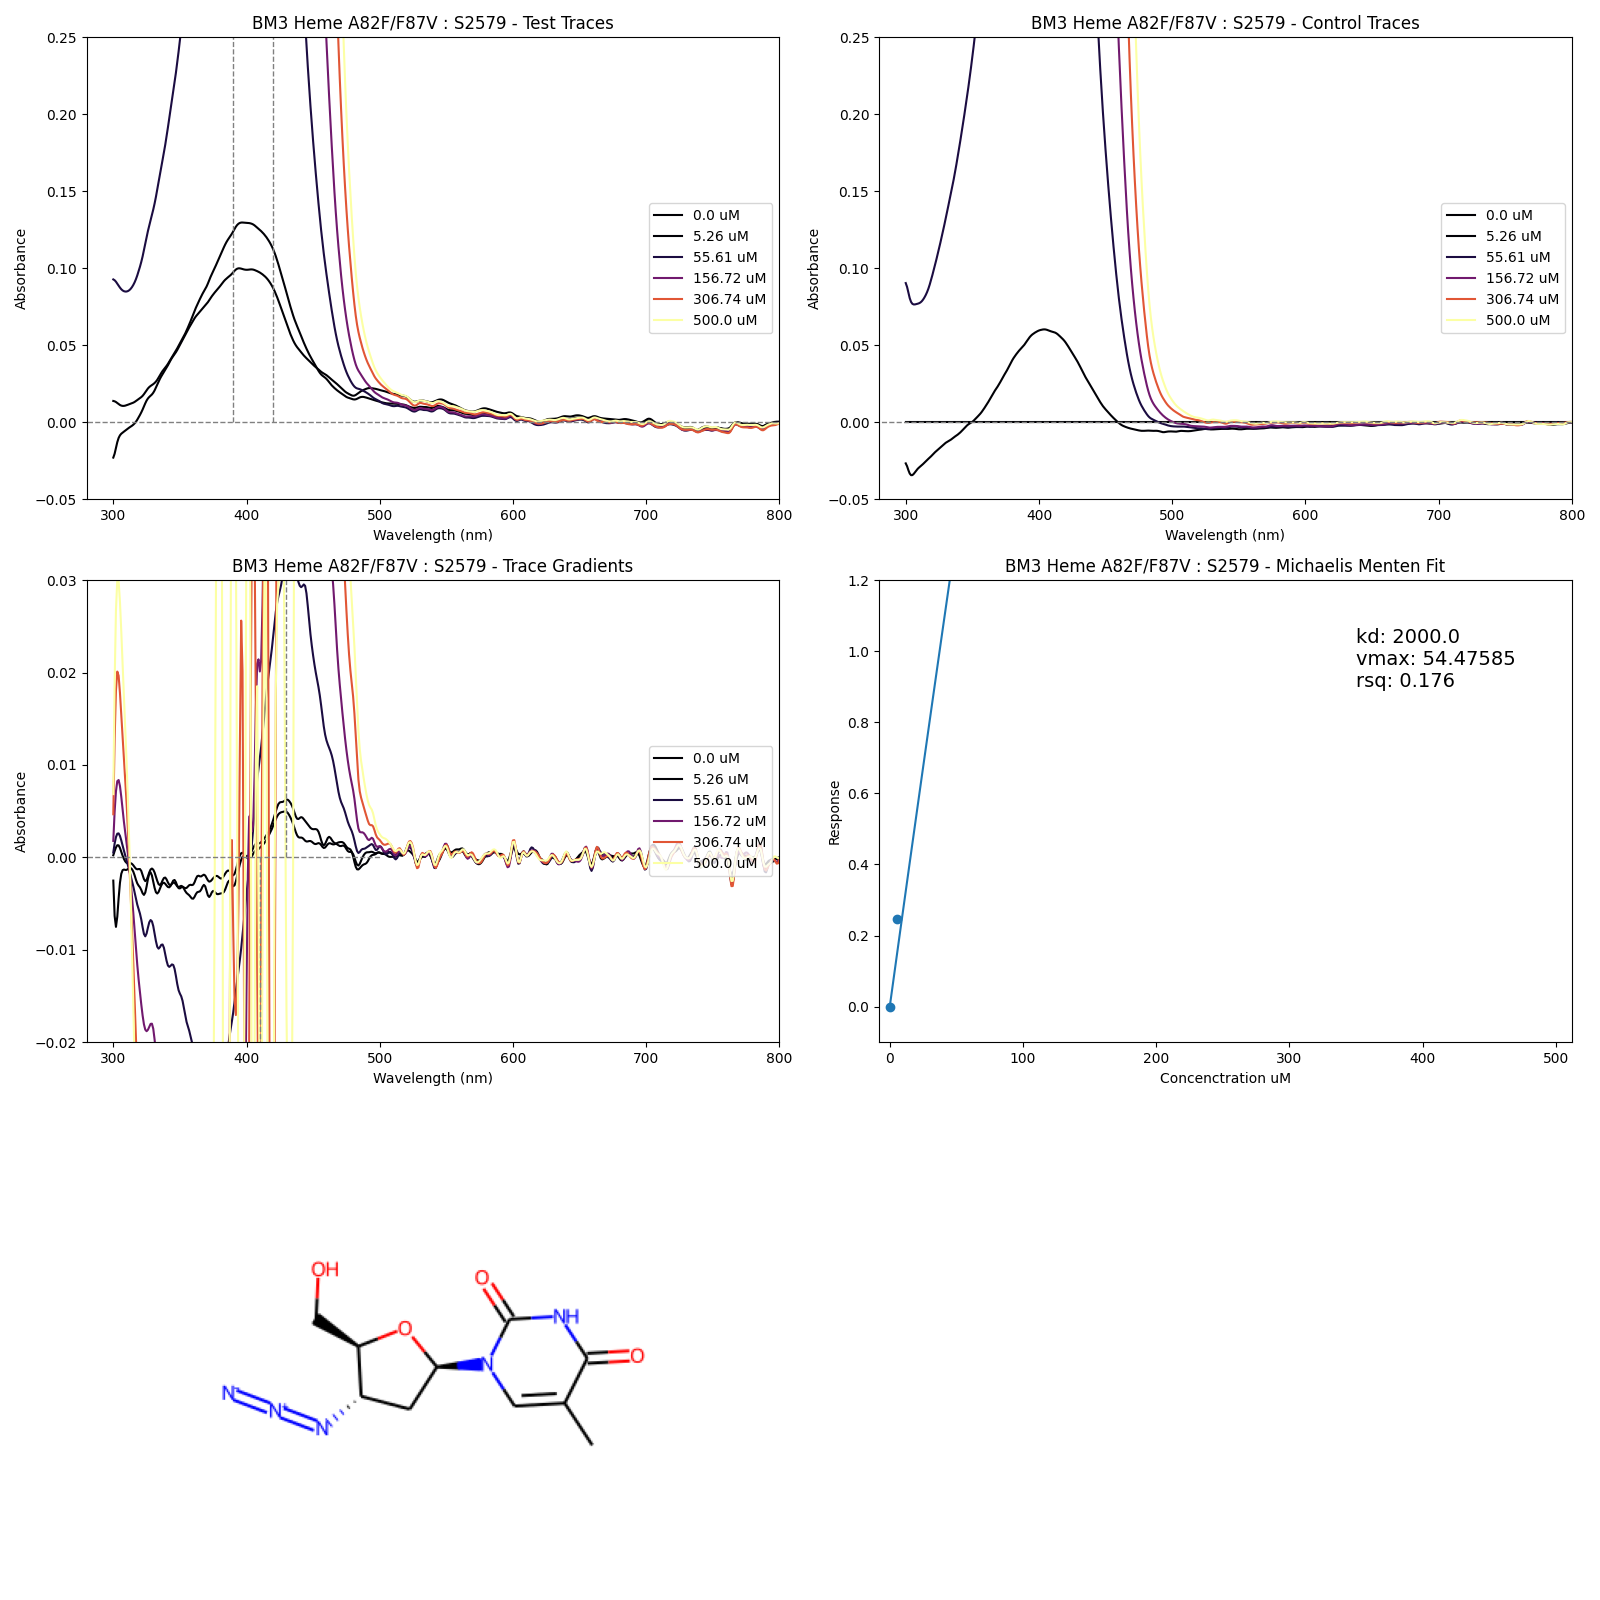 BM3 Heme A82F/F87V : S2579 - Test Traces
0.25
0.20
0.15
0.10
0.05
0.00
−0.05
Absorbance
300 400 500 600 700 800
Wavelength (nm)
0.0 uM
5.26 uM
55.61 uM
156.72 uM
306.74 uM
500.0 uM
BM3 Heme A82F/F87V : S2579 - Control Traces
0.25
0.20
0.15
0.10
0.05
0.00
−0.05
Absorbance
300 400 500 600 700 800
Wavelength (nm)
0.0 uM
5.26 uM
55.61 uM
156.72 uM
306.74 uM
500.0 uM
BM3 Heme A82F/F87V : S2579 - Trace Gradients
0.03
0.02
0.01
0.00
−0.01
−0.02
Absorbance
300 400 500 600 700 800
Wavelength (nm)
0.0 uM
5.26 uM
55.61 uM
156.72 uM
306.74 uM
500.0 uM
BM3 Heme A82F/F87V : S2579 - Michaelis Menten Fit
1.2
1.0
0.8
0.6
0.4
0.2
0.0
Response
0 100 200 300 400 500
Concenctration uM
kd: 2000.0
vmax: 54.47585
rsq: 0.176
OH
O
O
NH
O
N
N-
N+
N